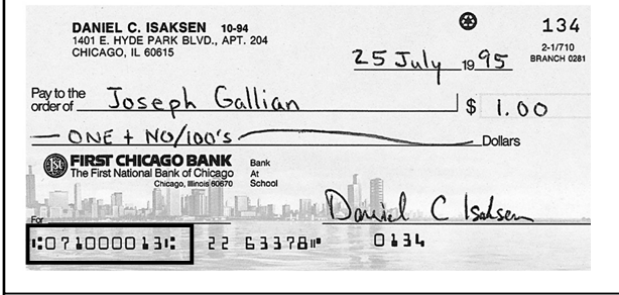 DANIEL C. ISAKSEN 10-94
1401 E. HYDE PARK BLVD., APT. 204
CHICAGO, IL 60615
134
2-1/710
BRANCH 0281
25 July 1995
Pay to the
order of Joseph Gallian $ 1.00
ONE + NO/100's Dollars
FIRST CHICAGO BANK
The First National Bank of Chicago
Chicago, Illinois 60670
Bank
At
School
For Daniel C Isaksen
⑆071000013⑆ 22 63378⑈ 0134